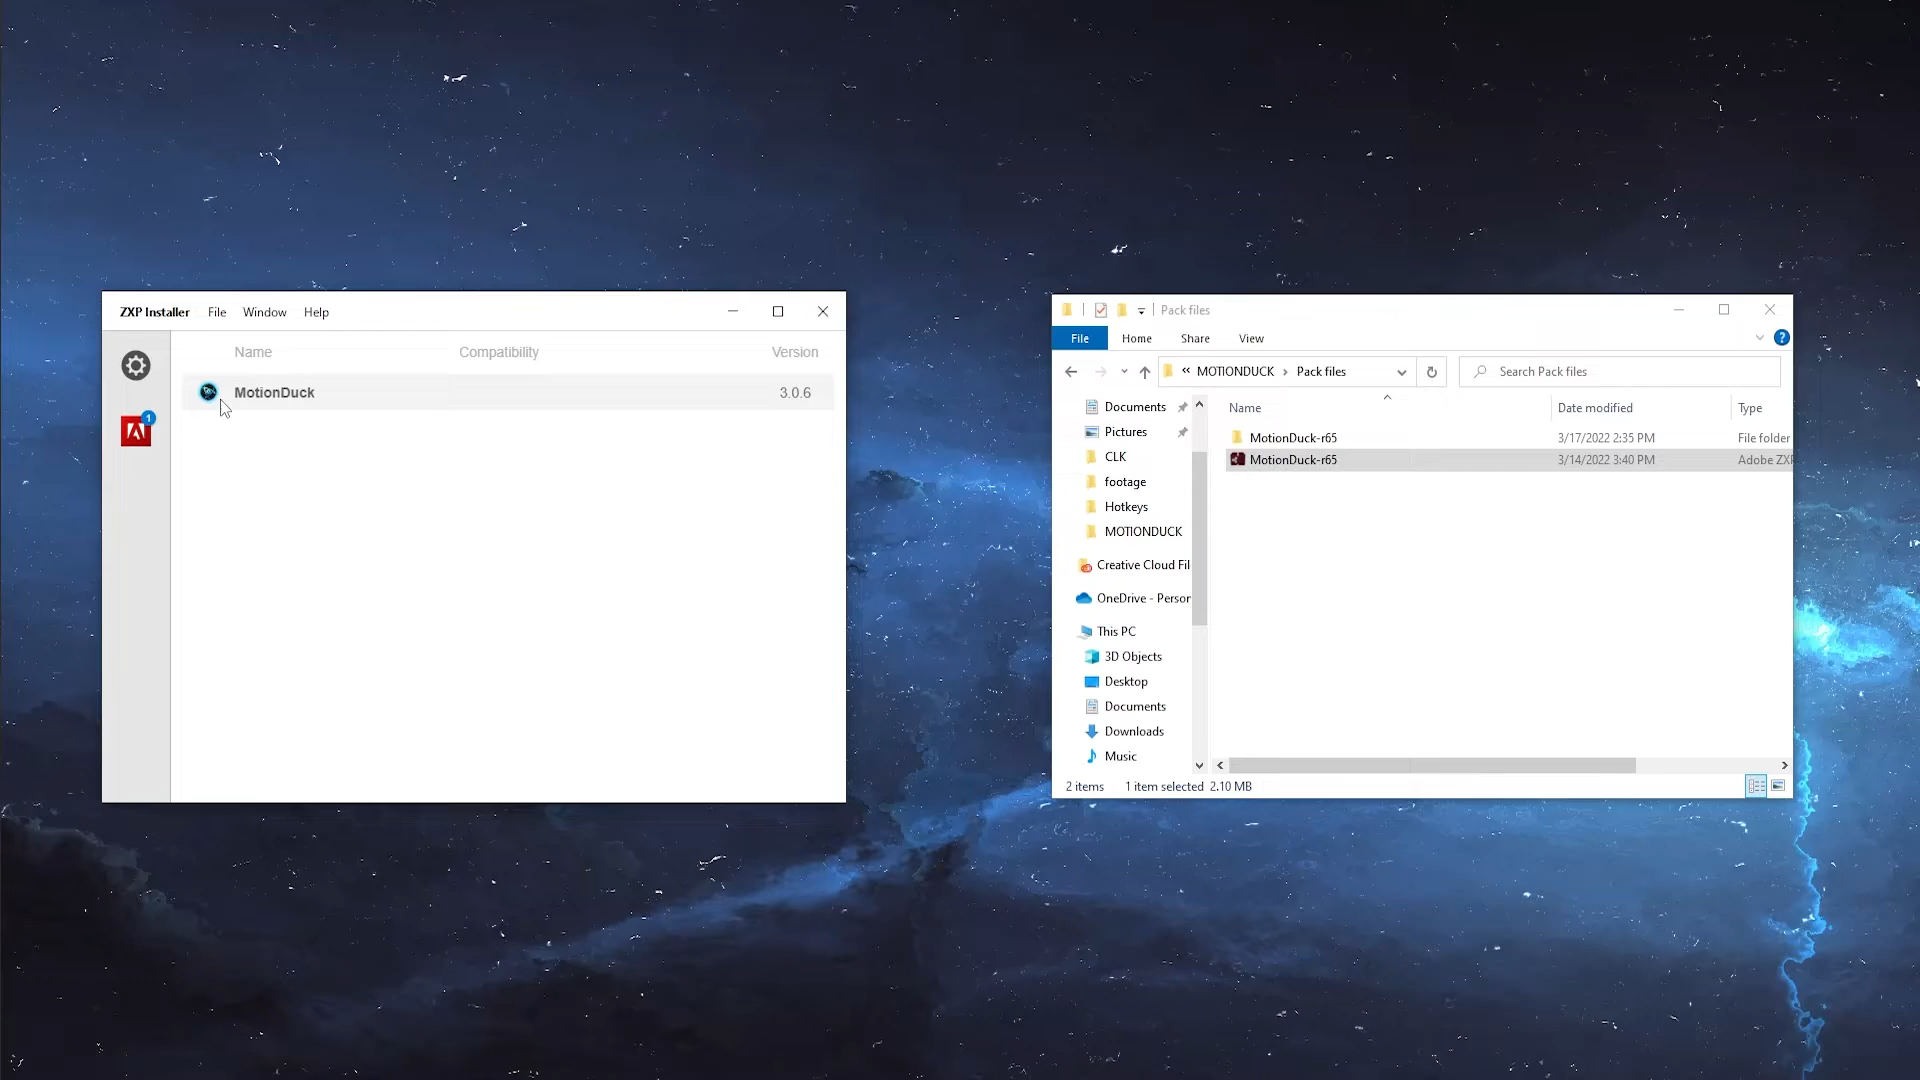 ZXP Installer File Window Help
Name Compatibility Version
MotionDuck 3.0.6
1
Pack files
File Home Share View
?
« MOTIONDUCK > Pack files
Search Pack files
Documents
Pictures
CLK
footage
Hotkeys
MOTIONDUCK
Creative Cloud Fil
OneDrive - Person
This PC
3D Objects
Desktop
Documents
Downloads
Music
Name Date modified Type
MotionDuck-r65 3/17/2022 2:35 PM File folder
MotionDuck-r65 3/14/2022 3:40 PM Adobe ZXP
2 items 1 item selected 2.10 MB